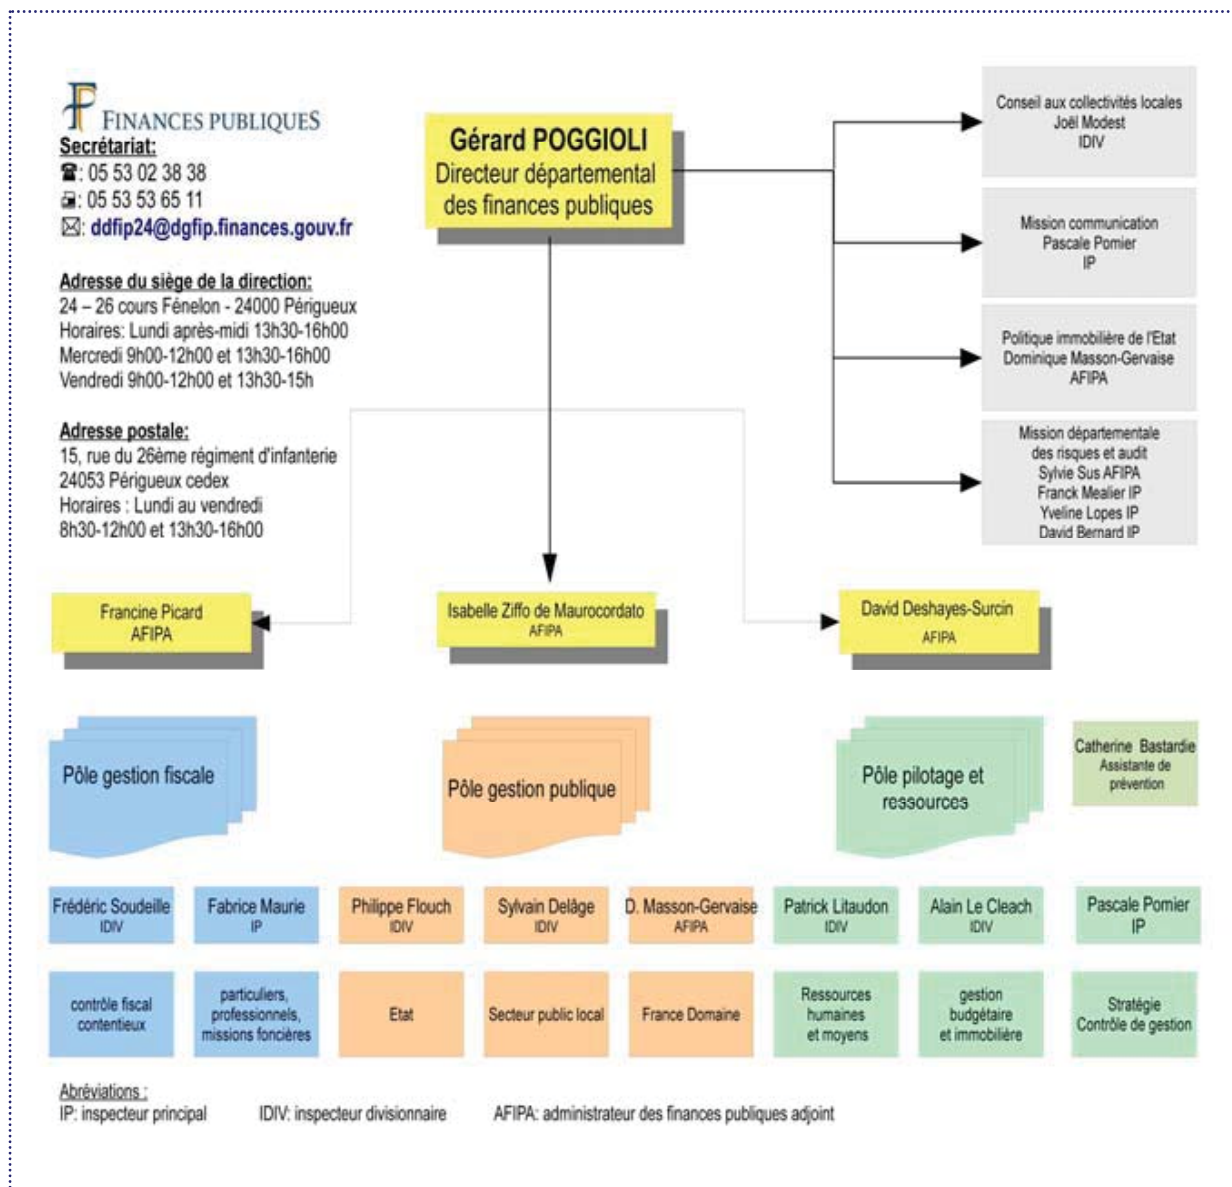 FINANCES PUBLIQUES
Secrétariat:
☎: 05 53 02 38 38
: 05 53 53 65 11
✉: ddfip24@dgfip.finances.gouv.fr
Adresse du siège de la direction:
24 – 26 cours Fénelon - 24000 Périgueux
Horaires: Lundi après-midi 13h30-16h00
Mercredi 9h00-12h00 et 13h30-16h00
Vendredi 9h00-12h00 et 13h30-15h
Adresse postale:
15, rue du 26ème régiment d'infanterie
24053 Périgueux cedex
Horaires : Lundi au vendredi
8h30-12h00 et 13h30-16h00
Gérard POGGIOLI
Directeur départemental
des finances publiques
Conseil aux collectivités locales
Joël Modest
IDIV
Mission communication
Pascale Pomier
IP
Politique immobilière de l'Etat
Dominique Masson-Gervaise
AFIPA
Mission départementale
des risques et audit
Sylvie Sus AFIPA
Franck Mealier IP
Yveline Lopes IP
David Bernard IP
Francine Picard
AFIPA
Isabelle Ziffo de Maurocordato
AFIPA
David Deshayes-Surcin
AFIPA
Pôle gestion fiscale
Pôle gestion publique
Pôle pilotage et
ressources
Catherine Bastardie
Assistante de
prévention
Frédéric Soudeille
IDIV
Fabrice Maurie
IP
Philippe Flouch
IDIV
Sylvain Delâge
IDIV
D. Masson-Gervaise
AFIPA
Patrick Litaudon
IDIV
Alain Le Cleach
IDIV
Pascale Pomier
IP
contrôle fiscal
contentieux
particuliers,
professionnels,
missions foncières
Etat
Secteur public local
France Domaine
Ressources
humaines
et moyens
gestion
budgétaire
et immobilière
Stratégie
Contrôle de gestion
Abréviations :
IP: inspecteur principal IDIV: inspecteur divisionnaire AFIPA: administrateur des finances publiques adjoint